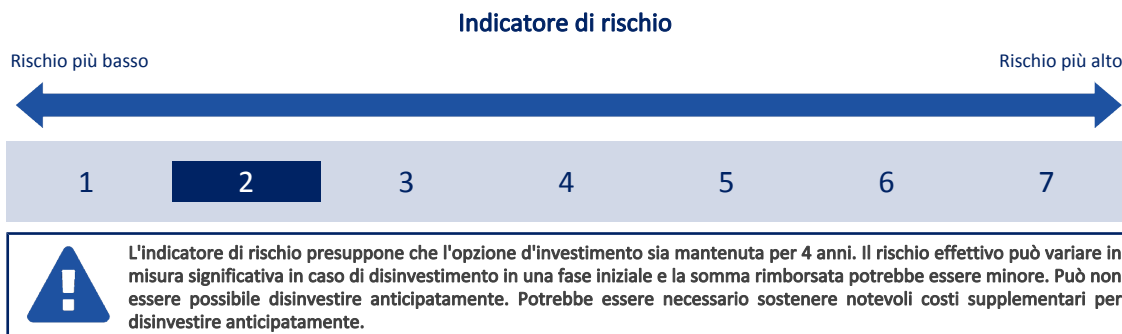 Indicatore di rischio
Rischio più basso
Rischio più alto
1 2 3 4 5 6 7
L'indicatore di rischio presuppone che l'opzione d'investimento sia mantenuta per 4 anni. Il rischio effettivo può variare in
misura significativa in caso di disinvestimento in una fase iniziale e la somma rimborsata potrebbe essere minore. Può non
essere possibile disinvestire anticipatamente. Potrebbe essere necessario sostenere notevoli costi supplementari per
disinvestire anticipatamente.